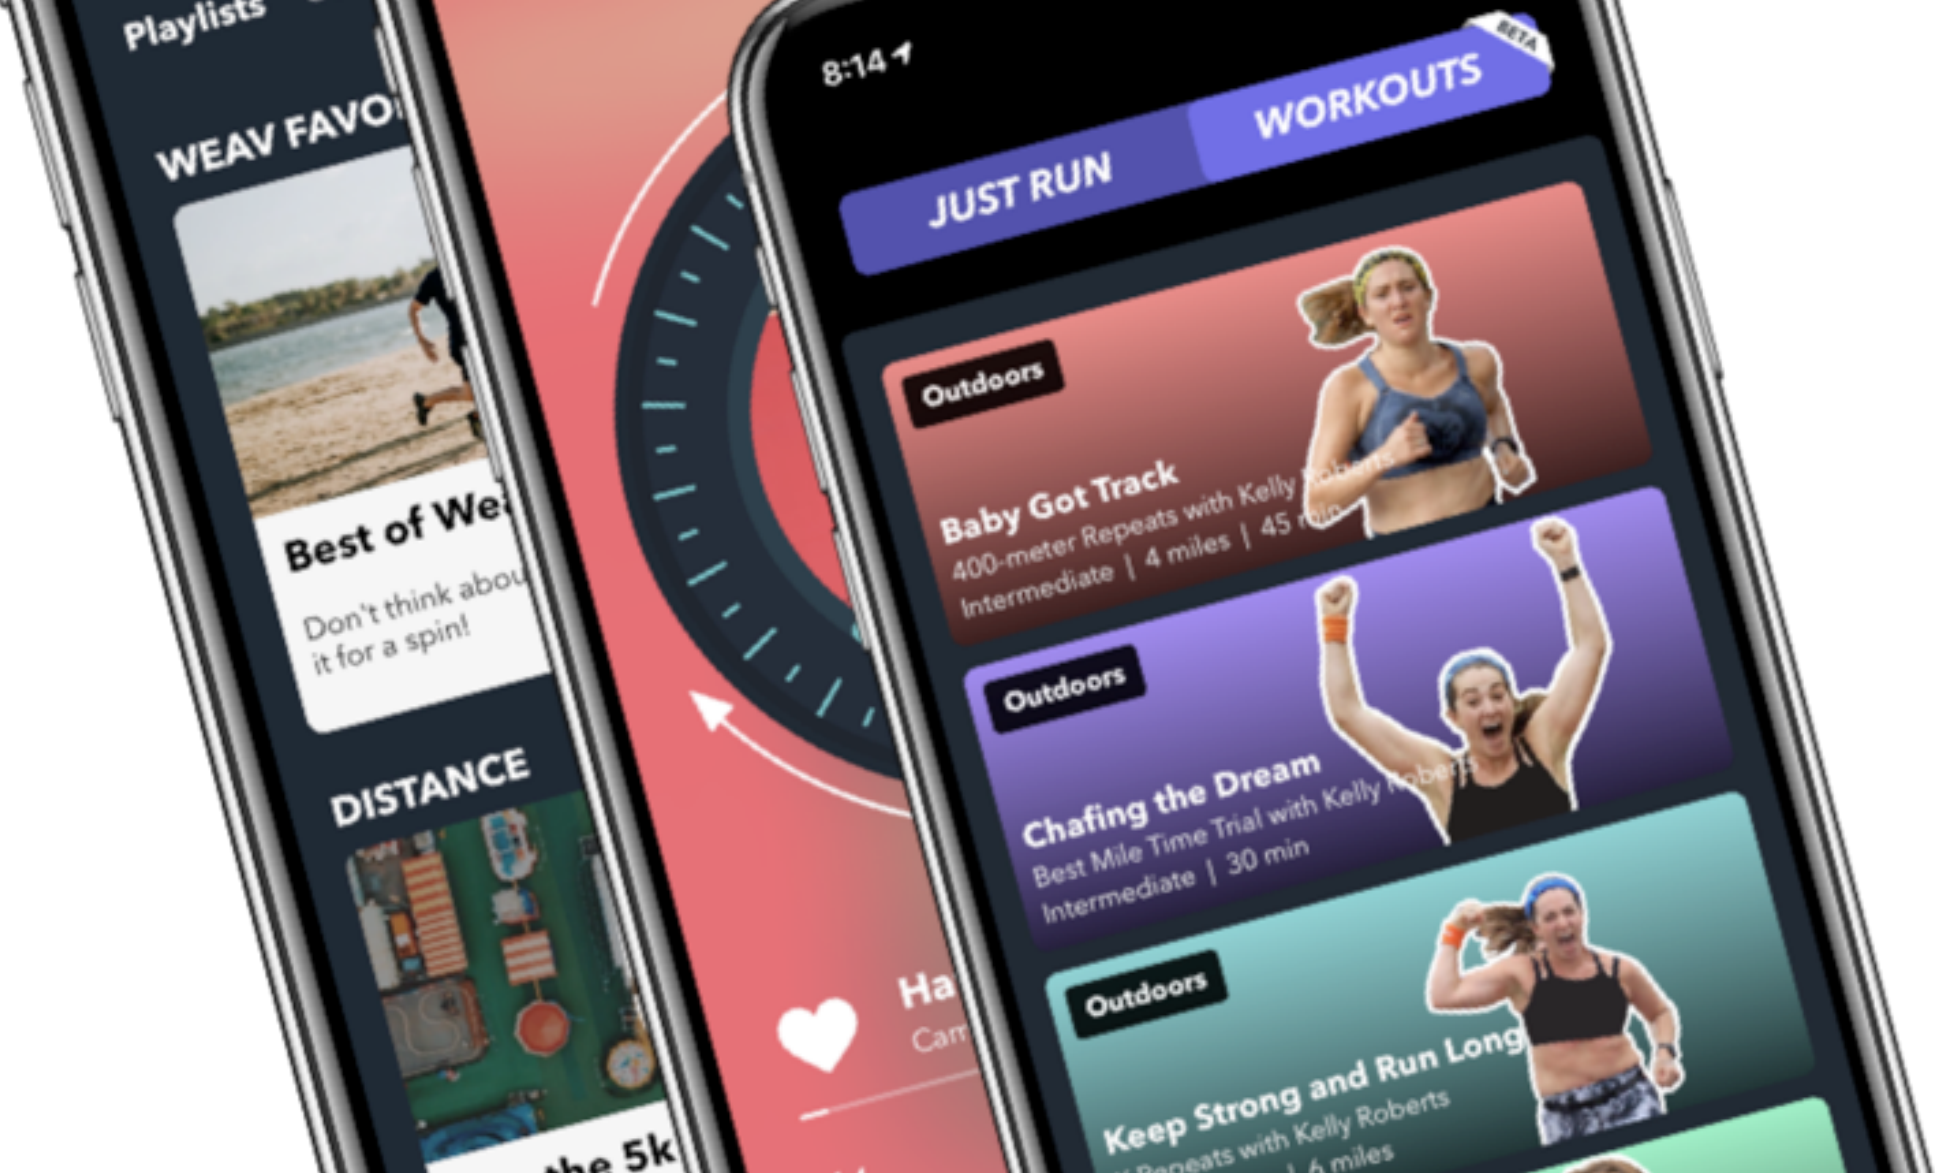 Playlists
WEAV FAVO
Best of Wea
Don't think abou
it for a spin!
DISTANCE
the 5k
Ha
Cam
8:14
JUST RUN
WORKOUTS
BETA
Outdoors
Baby Got Track
400-meter Repeats with Kelly Roberts
Intermediate | 4 miles | 45 min
Outdoors
Chafing the Dream
Best Mile Time Trial with Kelly Roberts
Intermediate | 30 min
Outdoors
Keep Strong and Run Long
Repeats with Kelly Roberts
| 6 miles